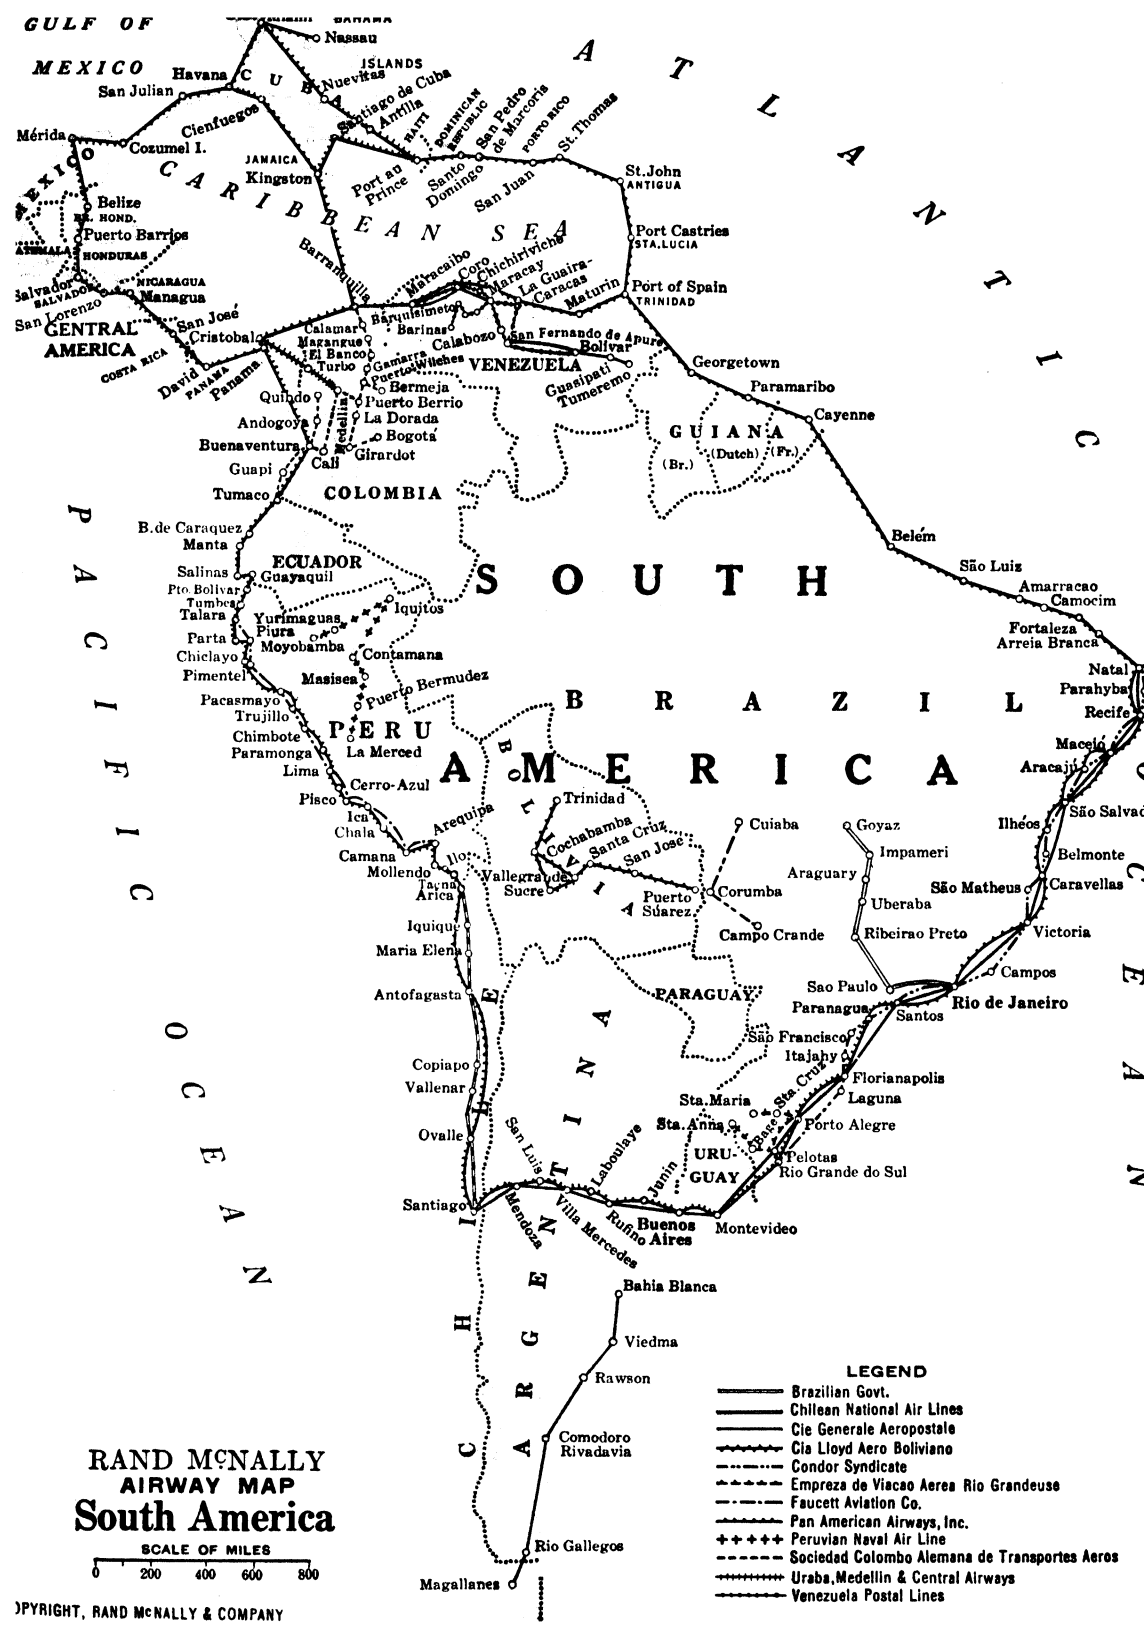 GULF OF
MEXICO
BAHAMA
ISLANDS
Nassau
Havana
CUBA
San Julian
Nuevitas
Santiago de Cuba
Antilla
Cienfuegos
HAITI
DOMINICAN
REPUBLIC
San Pedro
de Marcoris
PORTO RICO
St. Thomas
ATLANTIC
Mérida
Cozumel I.
MEXICO
JAMAICA
Kingston
Port au
Prince
Santo
Domingo
San Juan
St. John
ANTIGUA
CARIBBEAN SEA
Belize
BR. HOND.
Puerto Barrios
HONDURAS
Port Castries
STA. LUCIA
Salvador
SALVADOR
San Lorenzo
NICARAGUA
Managua
CENTRAL
AMERICA
San José
COSTA RICA
David
PANAMA
Cristobal
Panama
Barranquilla
Maracaibo
Coro
Chichiriviche
Maracay
La Guaira-
Caracas
Maturin
Port of Spain
TRINIDAD
Barquisimeto
Barinas
Calabozo
San Fernando de Apure
Bolivar
VENEZUELA
Guasipati
Tumeremo
Georgetown
Paramaribo
Cayenne
GUIANA
(Br.)
(Dutch)
(Fr.)
Calamar
Magangue
El Banco
Turbo
Gamarra
Puerto Wilches
Bermeja
Quibdo
Puerto Berrio
Andogoya
Medellin
La Dorada
Bogotá
Buenaventura
Cali
Girardot
Guapi
Tumaco
COLOMBIA
B. de Caraquez
Manta
ECUADOR
Salinas
Guayaquil
Pto. Bolivar
Tumbes
Talara
Yurimaguas
Iquitos
Parta
Piura
Moyobamba
Chiclayo
Contamana
Pimentel
Masisea
Puerto Bermudez
Pacasmayo
Trujillo
PERU
Chimbote
La Merced
Paramonga
Lima
Cerro-Azul
Pisco
Ica
Chala
Arequipa
Camana
Ilo
Mollendo
Tacna
Arica
PACIFIC OCEAN
SOUTH
AMERICA
BRAZIL
Belém
São Luiz
Amarracao
Camocim
Fortaleza
Arreia Branca
Natal
Parahyba
Recife
Maceió
Aracajú
São Salvad
Ilhéos
Belmonte
São Matheus
Caravellas
Victoria
Campos
Rio de Janeiro
OCEAN
BOLIVIA
Trinidad
Cochabamba
Santa Cruz
San Jose
Vallegrande
Sucre
Puerto
Súarez
Cuiaba
Corumba
Campo Grande
Goyaz
Impameri
Araguary
Uberaba
Ribeirao Preto
Sao Paulo
Santos
Paranagua
São Francisco
Itajahy
Florianapolis
Laguna
Sta. Cruz
Sta. Maria
Sta. Anna
Bage
Porto Alegre
Pelotas
Rio Grande do Sul
PARAGUAY
URU-
GUAY
Iquique
Maria Elena
Antofagasta
Copiapo
Vallenar
Ovalle
Santiago
CHILE
ARGENTINA
San Luis
Laboulaye
Junin
Mendoza
Villa Mercedes
Rufino
Buenos
Aires
Montevideo
Bahia Blanca
Viedma
Rawson
Comodoro
Rivadavia
Rio Gallegos
Magallanes
RAND McNALLY
AIRWAY MAP
South America
SCALE OF MILES
0 200 400 600 800
OPYRIGHT, RAND McNALLY & COMPANY
LEGEND
Brazilian Govt.
Chilean National Air Lines
Cie Generale Aeropostale
Cia Lloyd Aero Boliviano
Condor Syndicate
Empreza de Viacao Aerea Rio Grandeuse
Faucett Aviation Co.
Pan American Airways, Inc.
Peruvian Naval Air Line
Sociedad Colombo Alemana de Transportes Aeros
Uraba, Medellin & Central Airways
Venezuela Postal Lines